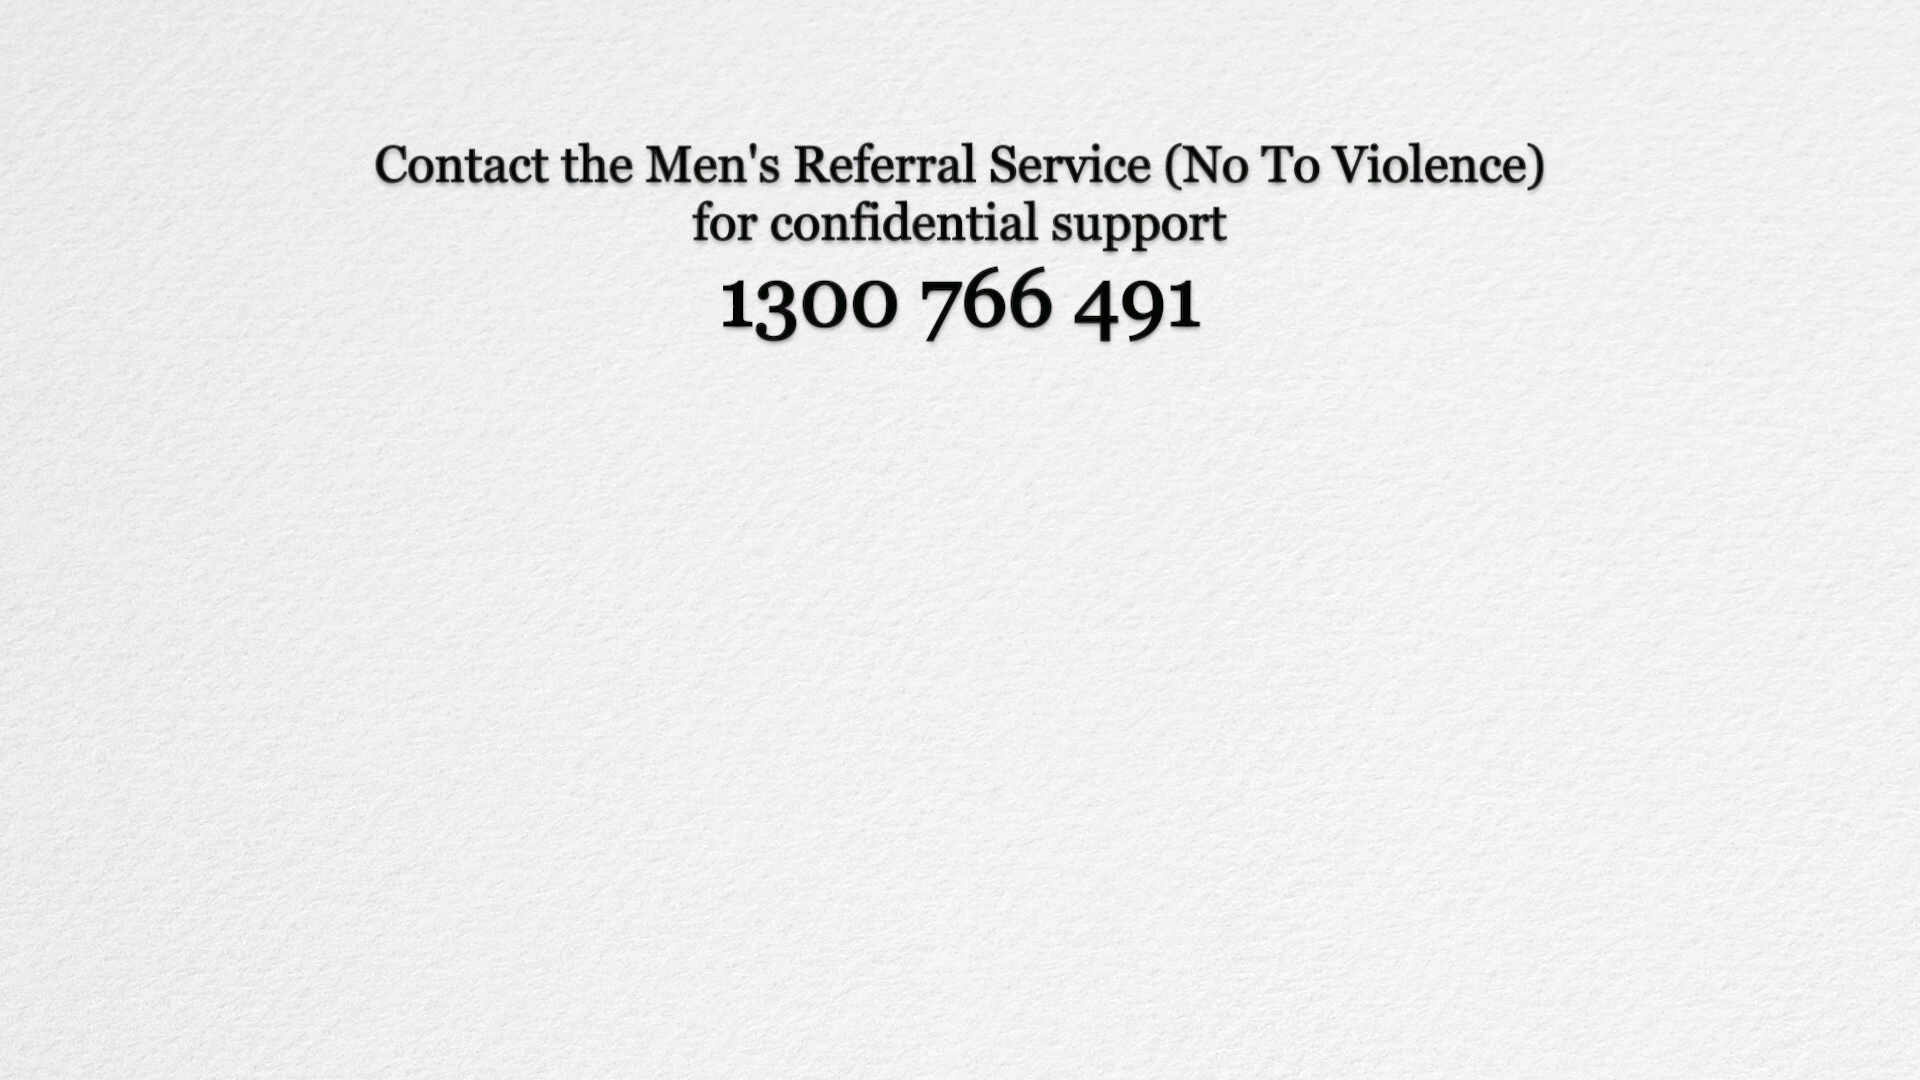 Contact the Men's Referral Service (No To Violence)
for confidential support
1300 766 491